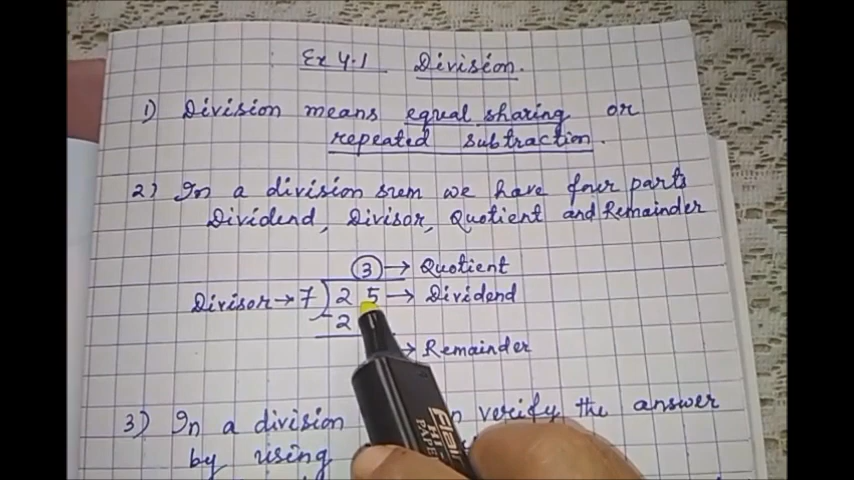 Ex 4.1 Division.
1) Division means equal sharing or
repeated subtraction.
2) In a division srem we have four parts
Dividend, Divisor, Quotient and Remainder
3 → Quotient
Divisor → 7 ) 2 5 → Dividend
- 2
→ Remainder
3) In a division verify the answer
by using
Flair